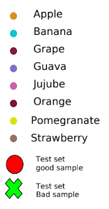 Apple
Banana
Grape
Guava
Jujube
Orange
Pomegranate
Strawberry
Test set
good sample
Test set
Bad sample